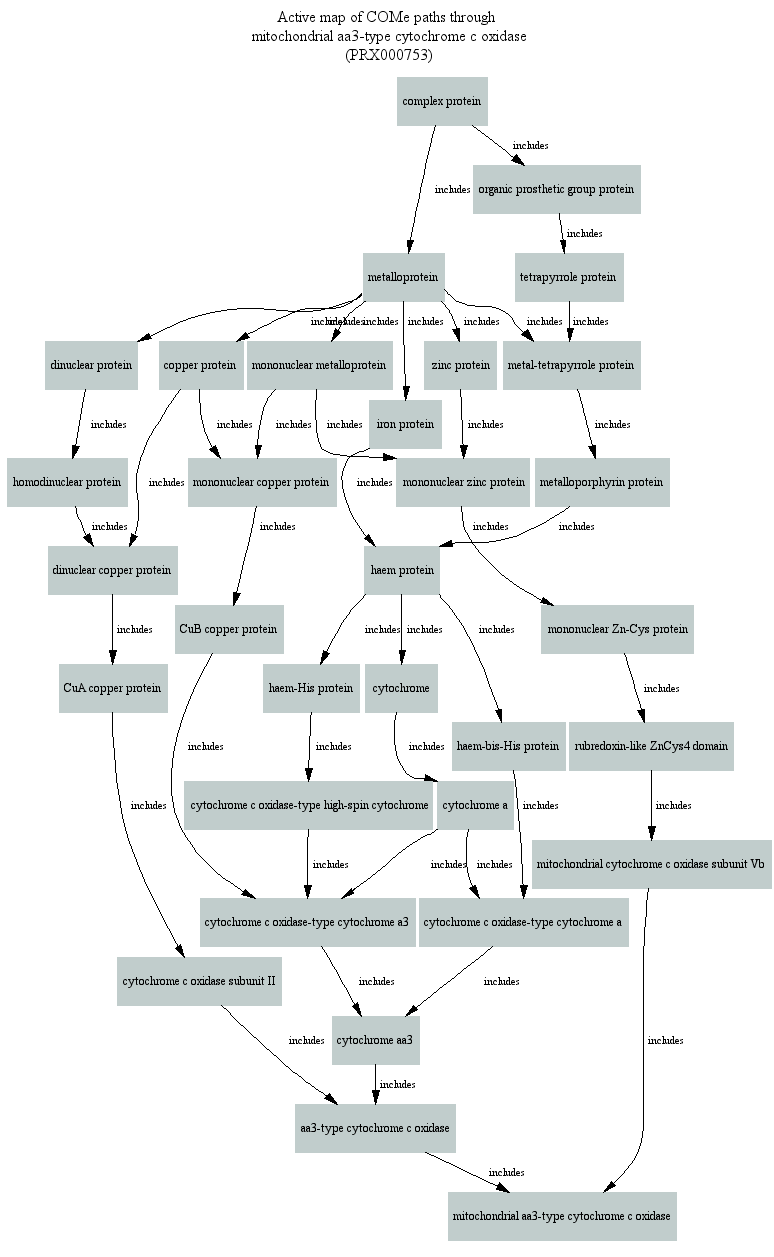 Active map of COMe paths through
mitochondrial aa3-type cytochrome c oxidase
(PRX000753)
complex protein
includes
includes
organic prosthetic group protein
includes
metalloprotein
tetrapyrrole protein
includes
includes
includes
includes
includes
includes
includes
dinuclear protein
copper protein
mononuclear metalloprotein
zinc protein
metal-tetrapyrrole protein
iron protein
includes
includes
includes
includes
includes
includes
homodinuclear protein
mononuclear copper protein
mononuclear zinc protein
metalloporphyrin protein
includes
includes
includes
includes
includes
includes
dinuclear copper protein
haem protein
includes
CuB copper protein
includes
includes
includes
mononuclear Zn-Cys protein
CuA copper protein
haem-His protein
cytochrome
includes
includes
includes
includes
haem-bis-His protein
rubredoxin-like ZnCys4 domain
includes
cytochrome c oxidase-type high-spin cytochrome
cytochrome a
includes
includes
includes
includes
includes
mitochondrial cytochrome c oxidase subunit Vb
cytochrome c oxidase-type cytochrome a3
cytochrome c oxidase-type cytochrome a
cytochrome c oxidase subunit II
includes
includes
includes
cytochrome aa3
includes
includes
aa3-type cytochrome c oxidase
includes
mitochondrial aa3-type cytochrome c oxidase